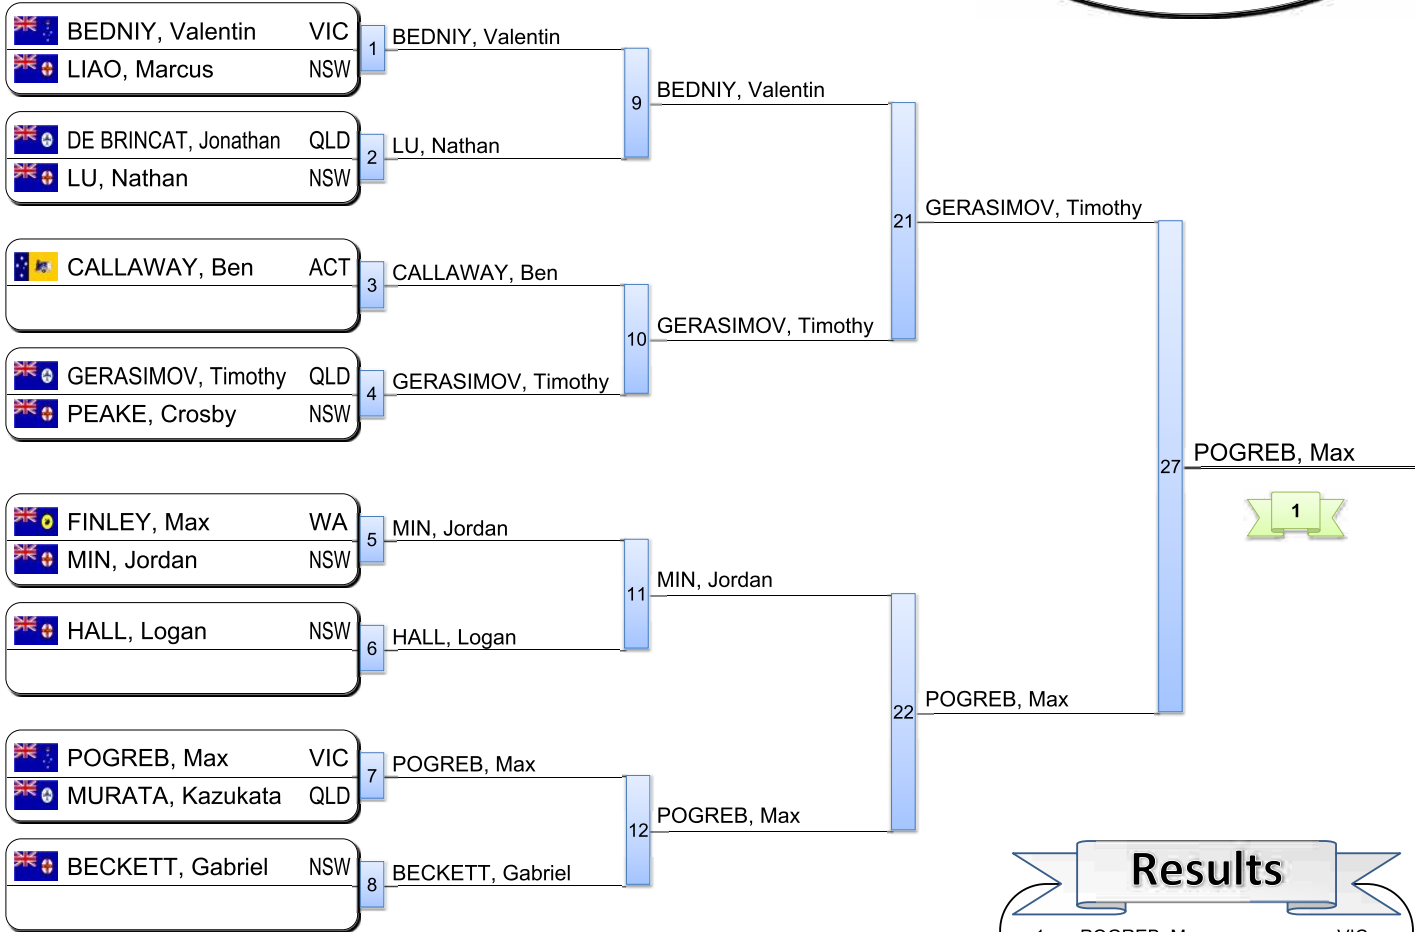 BEDNIY, Valentin VIC
LIAO, Marcus NSW
1
BEDNIY, Valentin
DE BRINCAT, Jonathan QLD
LU, Nathan NSW
2
LU, Nathan
9
BEDNIY, Valentin
CALLAWAY, Ben ACT
3
CALLAWAY, Ben
GERASIMOV, Timothy QLD
PEAKE, Crosby NSW
4
GERASIMOV, Timothy
10
GERASIMOV, Timothy
21
GERASIMOV, Timothy
FINLEY, Max WA
MIN, Jordan NSW
5
MIN, Jordan
HALL, Logan NSW
6
HALL, Logan
11
MIN, Jordan
POGREB, Max VIC
MURATA, Kazukata QLD
7
POGREB, Max
BECKETT, Gabriel NSW
8
BECKETT, Gabriel
12
POGREB, Max
22
POGREB, Max
27
POGREB, Max
1
Results
1 POGREB, Max VIC